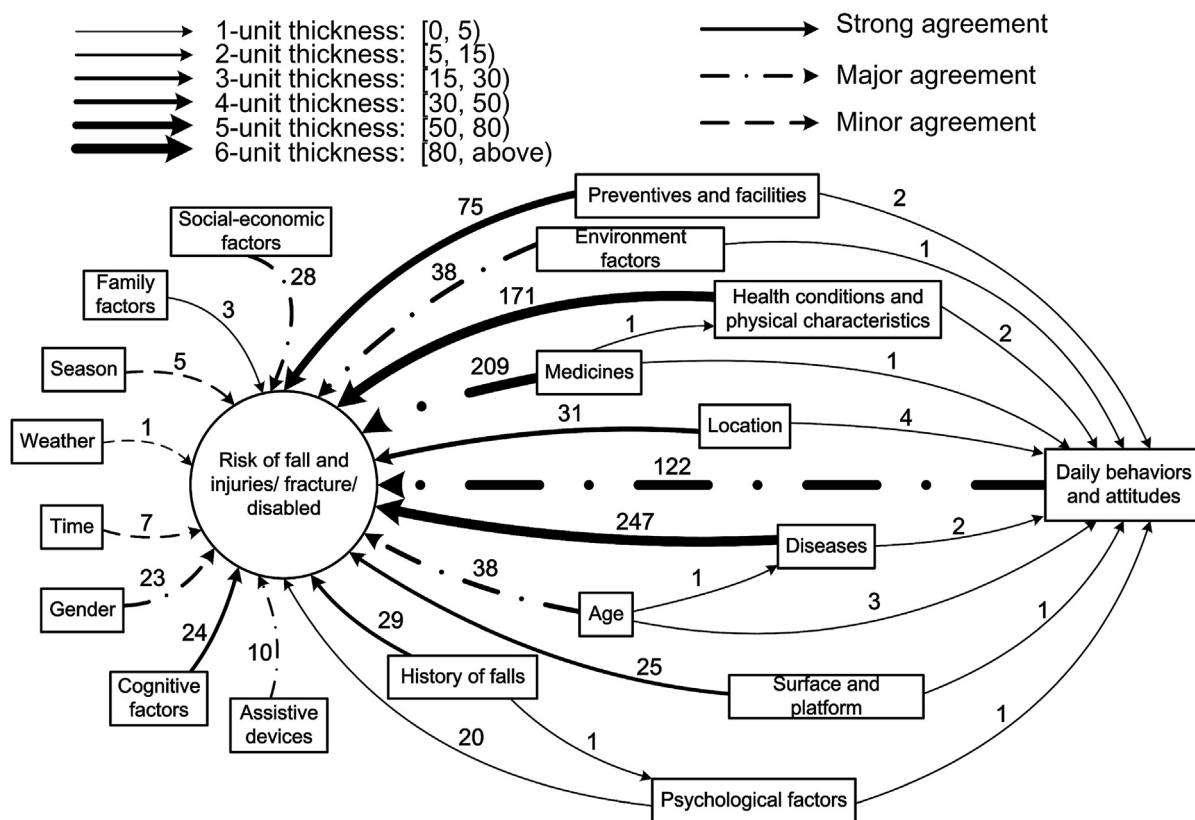 1-unit thickness: [0, 5)
2-unit thickness: [5, 15)
3-unit thickness: [15, 30)
4-unit thickness: [30, 50)
5-unit thickness: [50, 80)
6-unit thickness: [80, above)
Strong agreement
Major agreement
Minor agreement
Social-economic
factors
28
Family
factors
3
Season
5
Weather
1
Time
7
Gender
23
Cognitive
factors
24
Assistive
devices
10
Risk of fall and
injuries/ fracture/
disabled
75
Preventives and facilities
2
38
Environment
factors
1
171
Health conditions and
physical characteristics
2
1
209
Medicines
1
31
Location
4
122
Daily behaviors
and attitudes
247
Diseases
2
38
Age
1
3
29
History of falls
1
25
Surface and
platform
1
20
Psychological factors
1